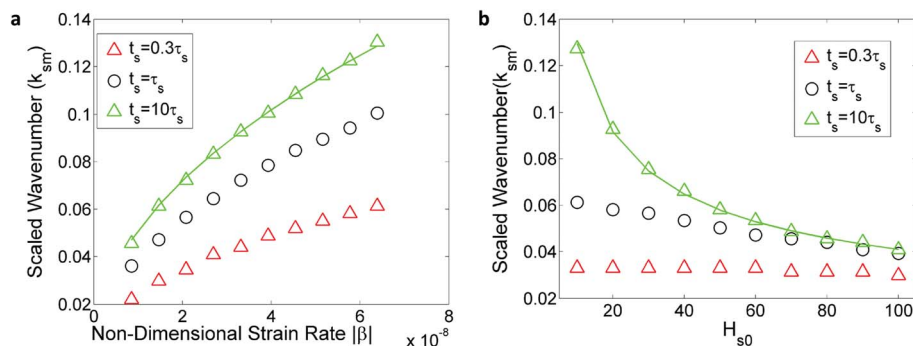 a
0.14
0.12
0.1
0.08
0.06
0.04
0.02
Scaled Wavenumber (k_sm)
t_s=0.3τ_s
t_s=τ_s
t_s=10τ_s
0 2 4 6 8
x 10^-8
Non-Dimensional Strain Rate |β|
b
0.14
0.12
0.1
0.08
0.06
0.04
0.02
Scaled Wavenumber(k_sm)
t_s=0.3τ_s
t_s=τ_s
t_s=10τ_s
20 40 60 80 100
H_s0